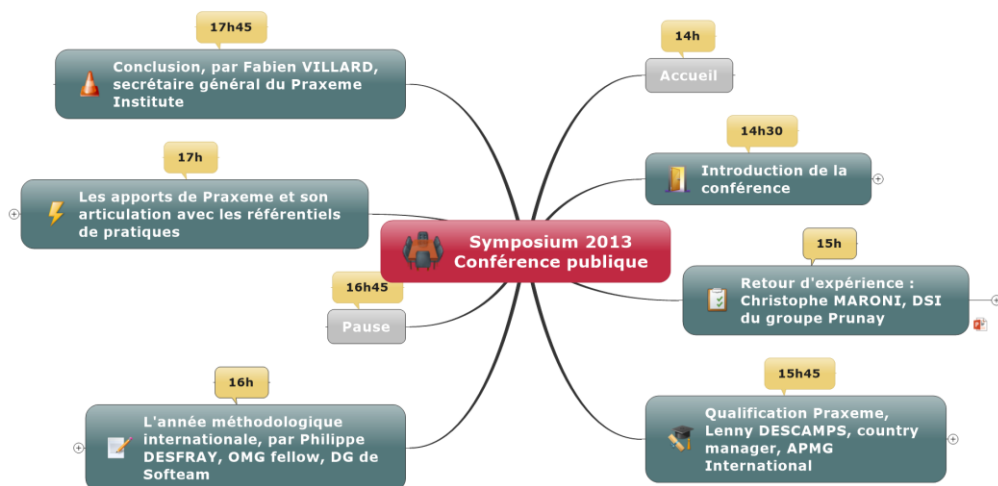 Symposium 2013
Conférence publique
14h
Accueil
14h30
Introduction de la
conférence
15h
Retour d'expérience :
Christophe MARONI, DSI
du groupe Prunay
15h45
Qualification Praxeme,
Lenny DESCAMPS, country
manager, APMG
International
16h
L'année méthodologique
internationale, par Philippe
DESFRAY, OMG fellow, DG de
Softeam
16h45
Pause
17h
Les apports de Praxeme et son
articulation avec les référentiels
de pratiques
17h45
Conclusion, par Fabien VILLARD,
secrétaire général du Praxeme
Institute